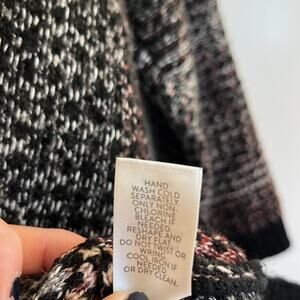 HAND
WASH COLD
SEPARATELY.
ONLY NON-
CHLORINE
BLEACH IF
NEEDED.
RESHAPE AND
DRY FLAT.
DO NOT TWIST OR
WRING.
COOL IRON IF
NEEDED
OR DRY CLEAN.